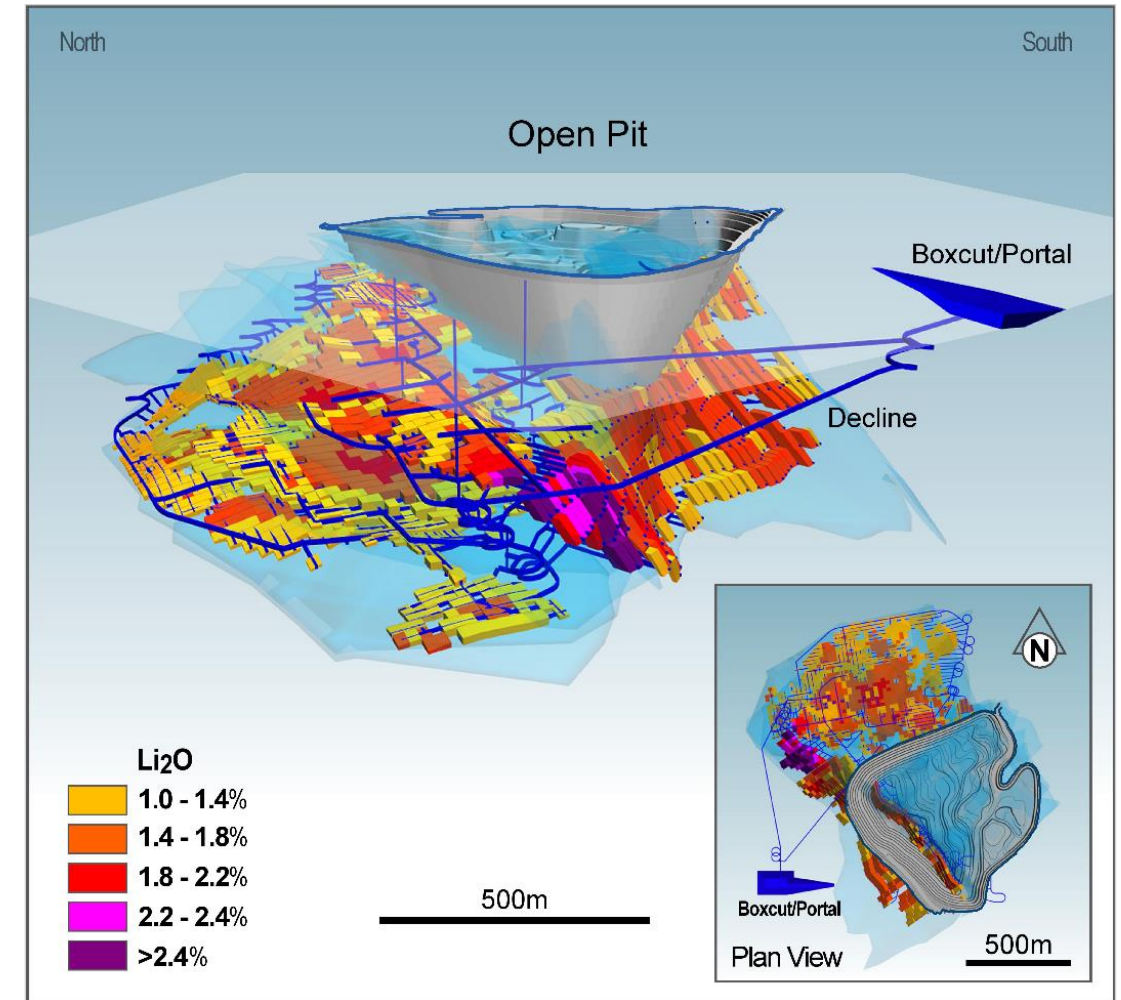 North
South
Open Pit
Boxcut/Portal
Decline
Li2O
1.0 - 1.4%
1.4 - 1.8%
1.8 - 2.2%
2.2 - 2.4%
>2.4%
500m
N
Boxcut/Portal
Plan View
500m